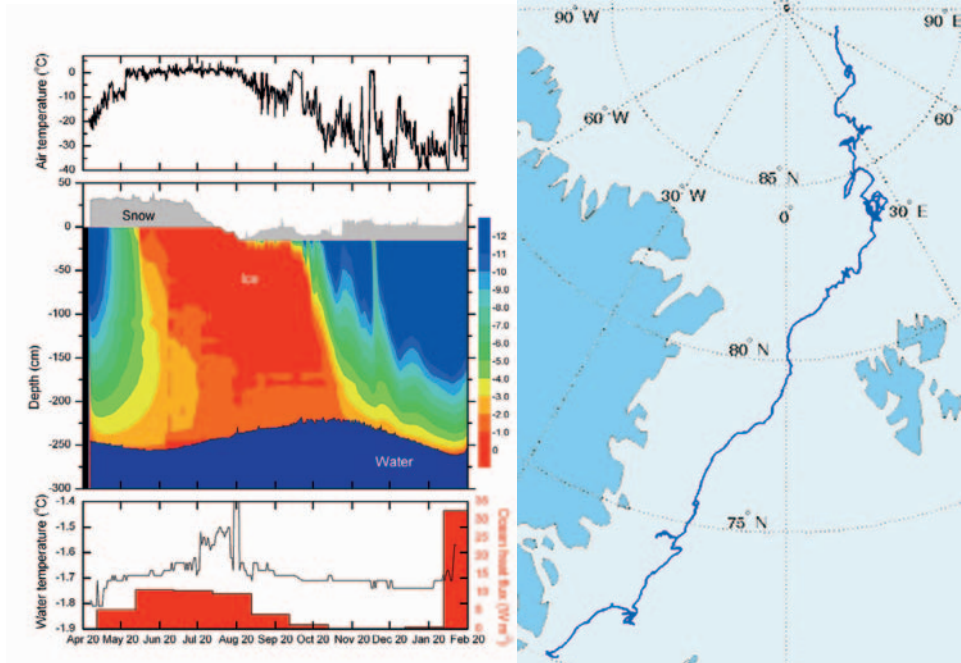 Air temperature (°C)
0
-10
-20
-30
-40
Depth (cm)
50
0
-50
-100
-150
-200
-250
-300
Snow
Ice
Water
-12
-11
-10
-9.0
-8.0
-7.0
-6.0
-5.0
-4.0
-3.0
-2.0
-1.0
0
Water temperature (°C)
-1.4
-1.5
-1.6
-1.7
-1.8
-1.9
35
30
25
20
15
10
5
0
Ocean heat flux (W m⁻²)
Apr 20 May 20 Jun 20 Jul 20 Aug 20 Sep 20 Oct 20 Nov 20 Dec 20 Jan 20 Feb 20
90° W
90° E
60° W
60
85° N
30° W
0°
30° E
80° N
75° N